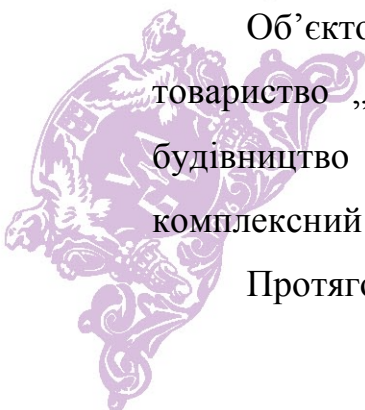 Об’єкто
товариство „
будівництво
комплексний
Протяго